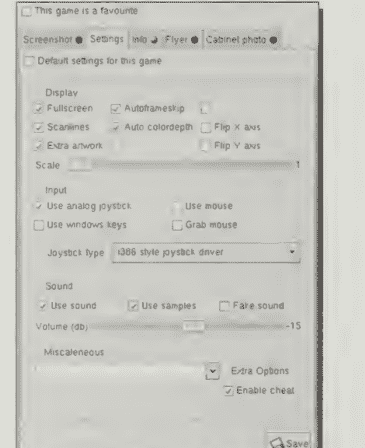 This game is a favourite
Screenshot Settings Info Flyer Cabinet photo
Default settings for this game
Display
Fullscreen Autoframeskip
Scanlines Auto colordepth Flip X axis
Extra artwork Flip Y axis
Scale 1
Input
Use analog joystick Use mouse
Use windows keys Grab mouse
Joystick type i386 style joystick driver
Sound
Use sound Use samples Fake sound
Volume (db) -15
Miscaleneous
Extra Options
Enable cheat
Save